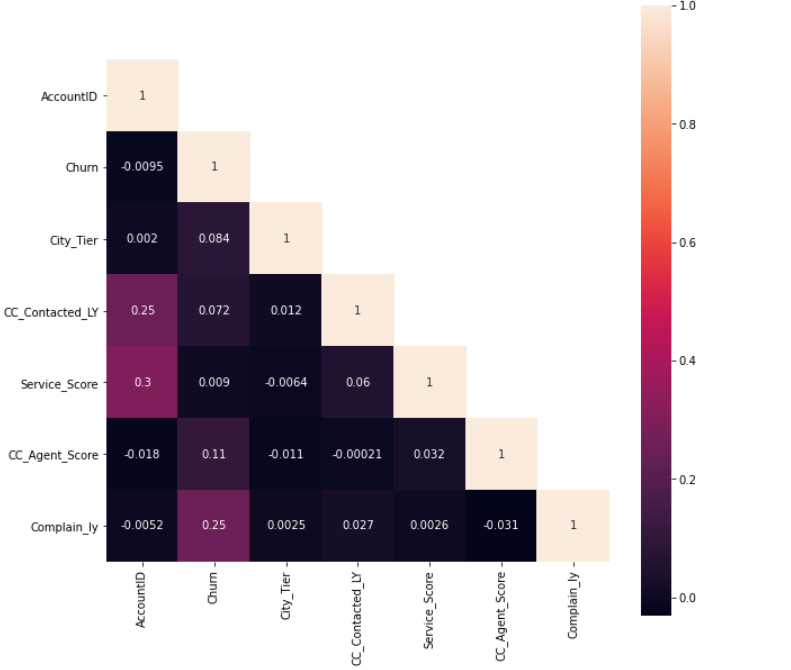 1.0
AccountID 1
0.8
Churn -0.0095 1
City_Tier 0.002 0.084 1
0.6
CC_Contacted_LY 0.25 0.072 0.012 1
0.4
Service_Score 0.3 0.009 -0.0064 0.06 1
CC_Agent_Score -0.018 0.11 -0.011 -0.00021 0.032 1
0.2
Complain_ly -0.0052 0.25 0.0025 0.027 0.0026 -0.031 1
0.0
AccountID
Churn
City_Tier
CC_Contacted_LY
Service_Score
CC_Agent_Score
Complain_ly